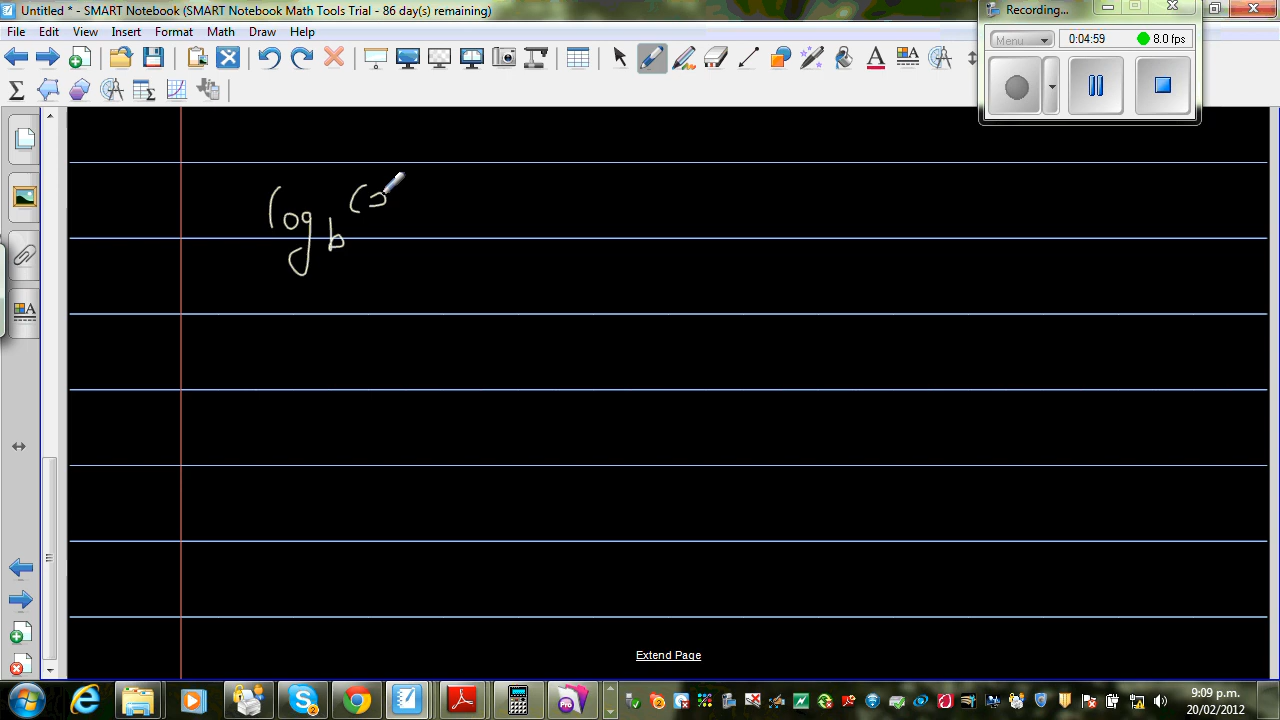 Untitled * - SMART Notebook (SMART Notebook Math Tools Trial - 86 day(s) remaining)
Recording...
File Edit View Insert Format Math Draw Help
Menu 0:04:59 8.0 fps
log b (
Extend Page
9:09 p.m.
20/02/2012